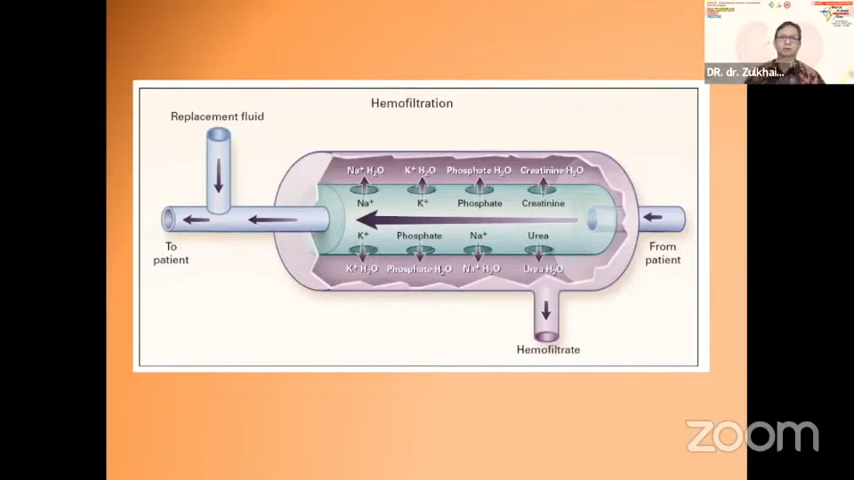 DR. dr. Zulkhai...
Hemofiltration
Replacement fluid
Na⁺ H₂O
K⁺ H₂O
Phosphate H₂O
Creatinine H₂O
Na⁺
K⁺
Phosphate
Creatinine
To
patient
From
patient
K⁺
Phosphate
Na⁺
Urea
K⁺ H₂O
Phosphate H₂O
Na⁺ H₂O
Urea H₂O
Hemofiltrate
zoom